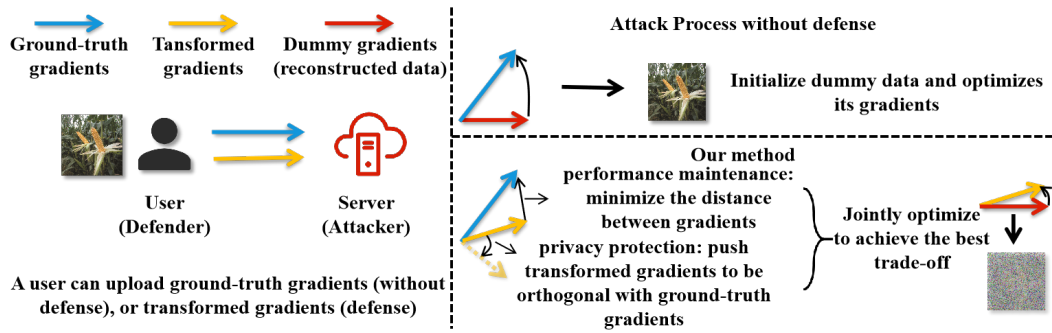 Ground-truth
gradients
Tansformed
gradients
Dummy gradients
(reconstructed data)
User
(Defender)
Server
(Attacker)
A user can upload ground-truth gradients (without
defense), or transformed gradients (defense)
Attack Process without defense
Initialize dummy data and optimizes
its gradients
Our method
performance maintenance:
minimize the distance
between gradients
privacy protection: push
transformed gradients to be
orthogonal with ground-truth
gradients
Jointly optimize
to achieve the best
trade-off